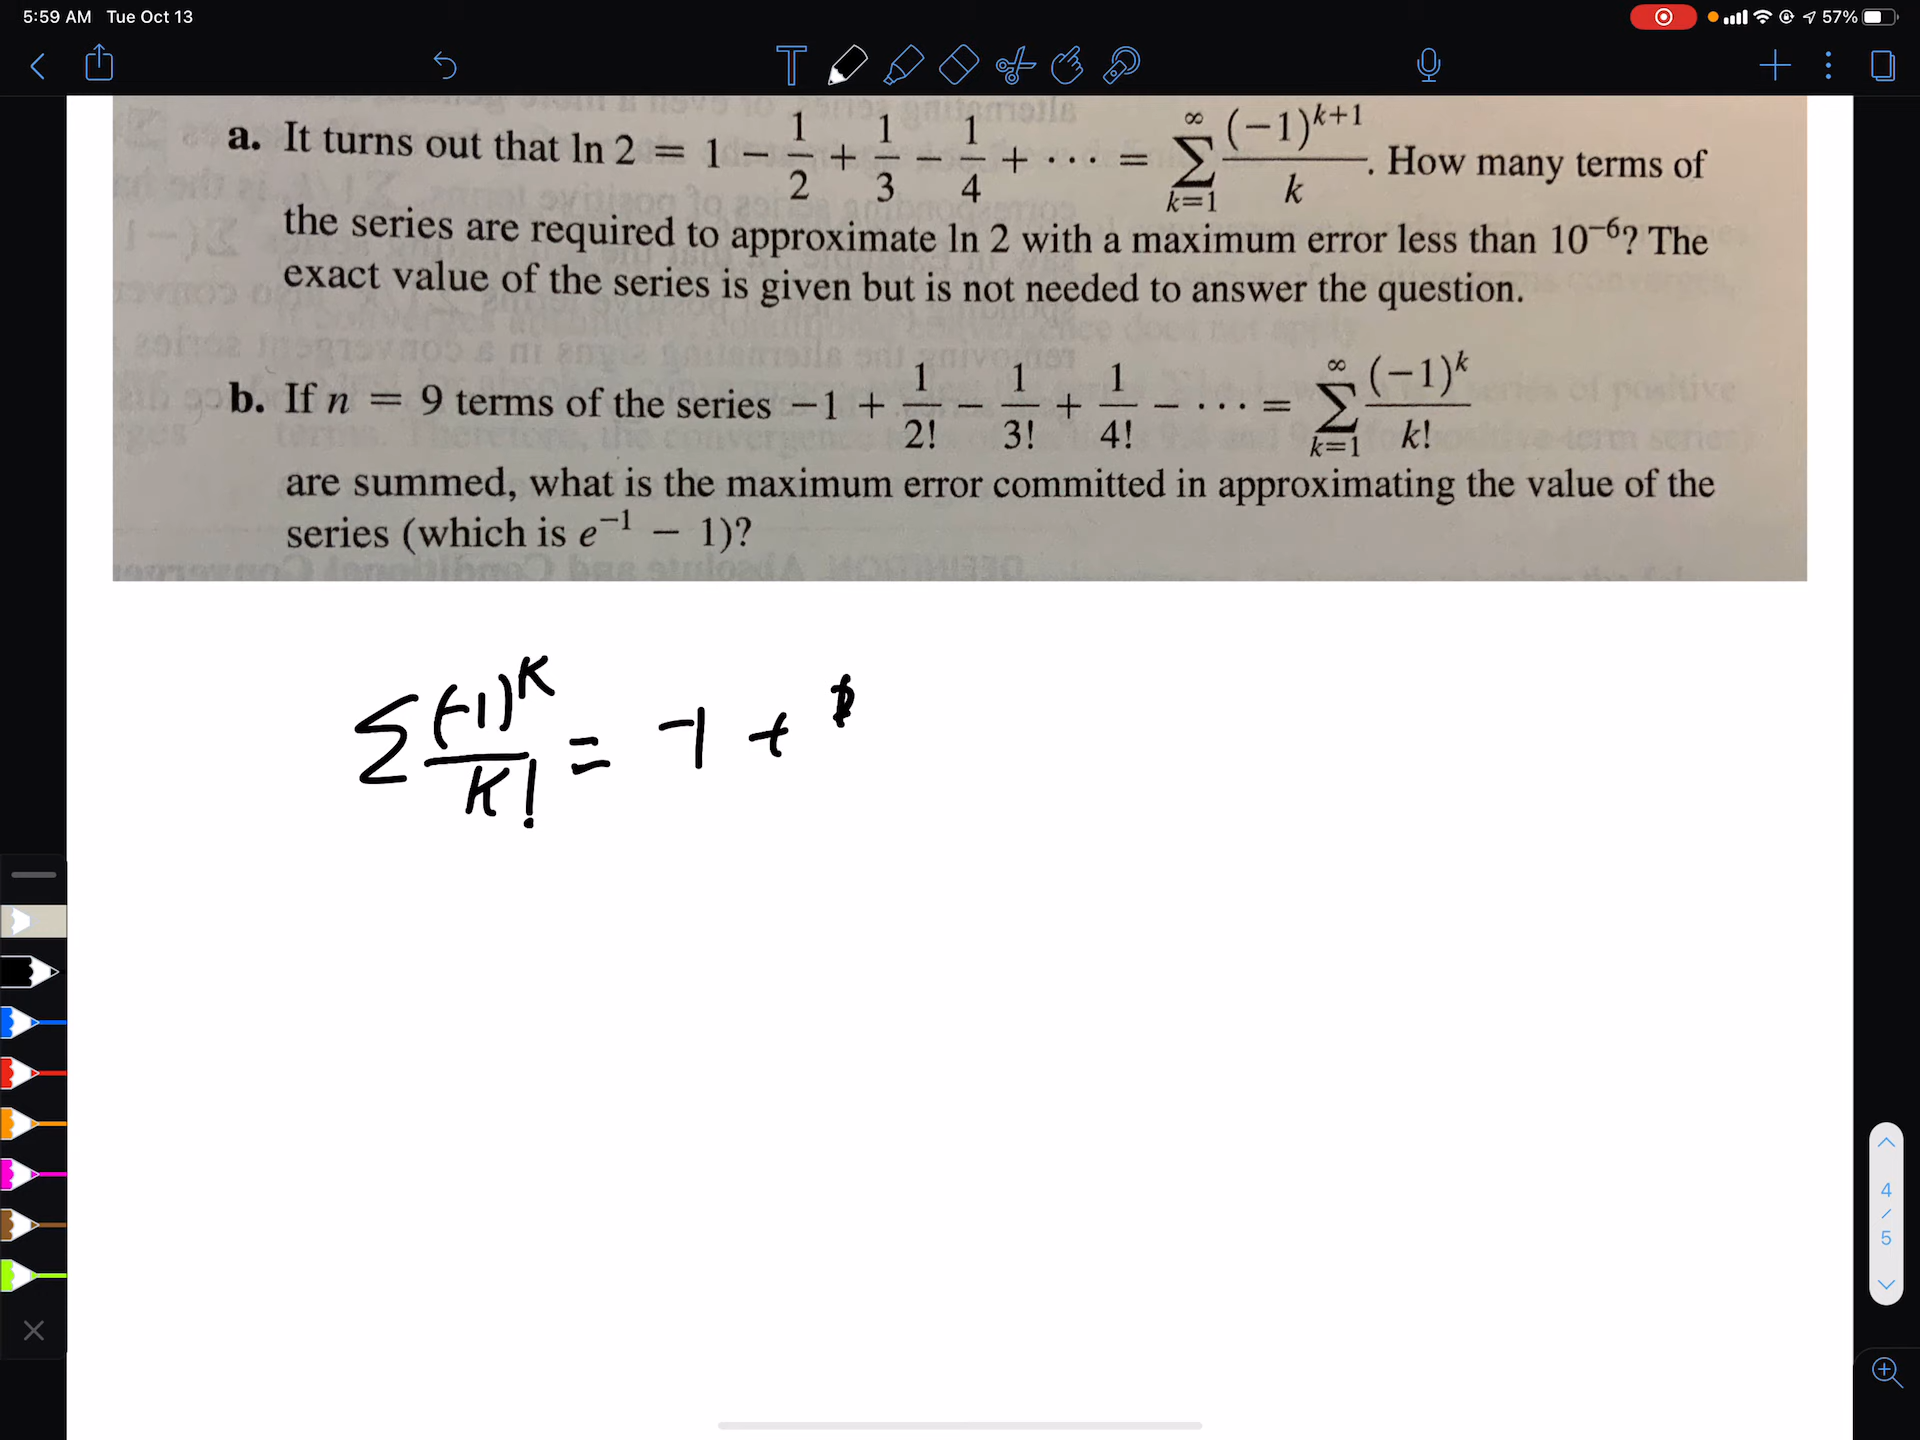 5:59 AM Tue Oct 13
57%
a. It turns out that ln 2 = 1 − 1/2 + 1/3 − 1/4 + ··· = ∑_{k=1}^{∞} (−1)^{k+1}/k. How many terms of
the series are required to approximate ln 2 with a maximum error less than 10⁻⁶? The
exact value of the series is given but is not needed to answer the question.
b. If n = 9 terms of the series −1 + 1/2! − 1/3! + 1/4! − ··· = ∑_{k=1}^{∞} (−1)^k/k!
are summed, what is the maximum error committed in approximating the value of the
series (which is e⁻¹ − 1)?
∑ (-1)^K/K! = -1 +
4
/
5